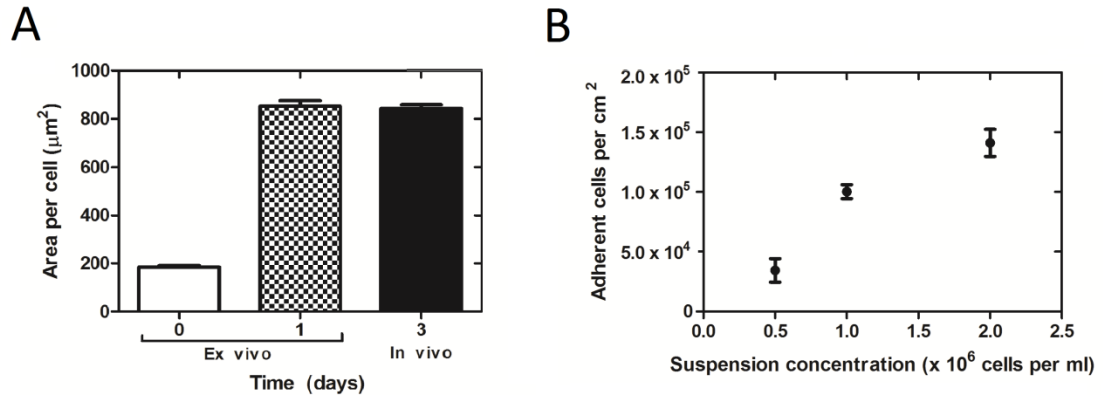 A
1000
800
600
400
200
0
Area per cell (μm²)
0
1
3
Ex vivo
In vivo
Time (days)
B
2.0 x 10⁵
1.5 x 10⁵
1.0 x 10⁵
5.0 x 10⁴
0
Adherent cells per cm²
0.0
0.5
1.0
1.5
2.0
2.5
Suspension concentration (x 10⁶ cells per ml)